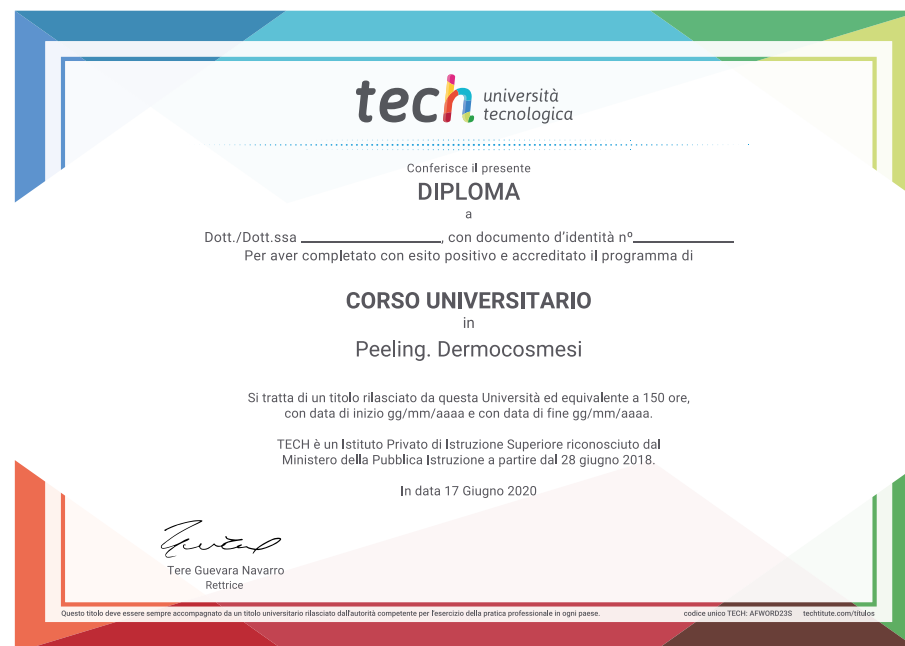 tech università
tecnologica
Conferisce il presente
DIPLOMA
a
Dott./Dott.ssa ____________________, con documento d'identità nº______________
Per aver completato con esito positivo e accreditato il programma di
CORSO UNIVERSITARIO
in
Peeling. Dermocosmesi
Si tratta di un titolo rilasciato da questa Università ed equivalente a 150 ore,
con data di inizio gg/mm/aaaa e con data di fine gg/mm/aaaa.
TECH è un Istituto Privato di Istruzione Superiore riconosciuto dal
Ministero della Pubblica Istruzione a partire dal 28 giugno 2018.
In data 17 Giugno 2020
Tere Guevara Navarro
Rettrice
Questo titolo deve essere sempre accompagnato da un titolo universitario rilasciato dall'autorità competente per l'esercizio della pratica professionale in ogni paese. codice unico TECH: AFWORD23S techtitute.com/titulos